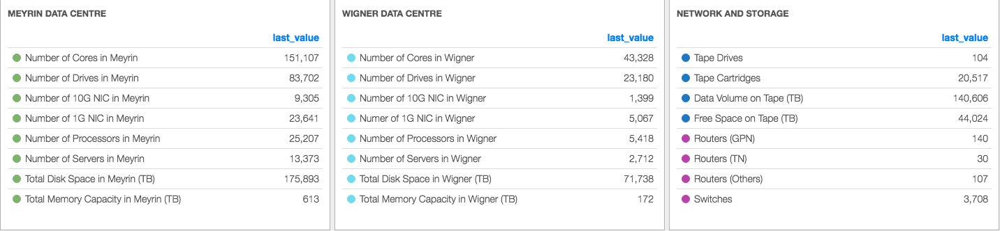 MEYRIN DATA CENTRE
last_value
Number of Cores in Meyrin 151,107
Number of Drives in Meyrin 83,702
Number of 10G NIC in Meyrin 9,305
Number of 1G NIC in Meyrin 23,641
Number of Processors in Meyrin 25,207
Number of Servers in Meyrin 13,373
Total Disk Space in Meyrin (TB) 175,893
Total Memory Capacity in Meyrin (TB) 613
WIGNER DATA CENTRE
last_value
Number of Cores in Wigner 43,328
Number of Drives in Wigner 23,180
Number of 10G NIC in Wigner 1,399
Numer of 1G NIC in Wigner 5,067
Number of Processors in Wigner 5,418
Number of Servers in Wigner 2,712
Total Disk Space in Wigner (TB) 71,738
Total Memory Capacity in Wigner (TB) 172
NETWORK AND STORAGE
last_value
Tape Drives 104
Tape Cartridges 20,517
Data Volume on Tape (TB) 140,606
Free Space on Tape (TB) 44,024
Routers (GPN) 140
Routers (TN) 30
Routers (Others) 107
Switches 3,708